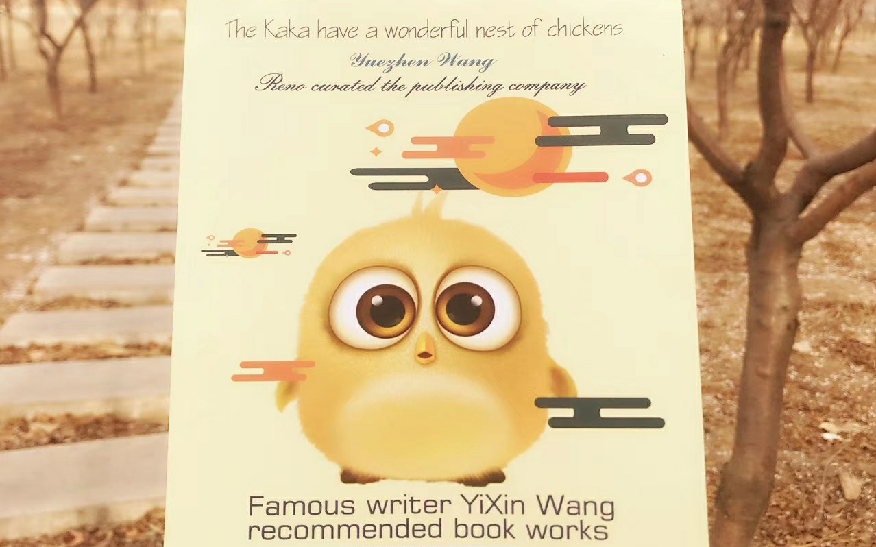 The Kaka have a wonderful nest of chickens
Yuezhen Wang
Reno curated the publishing company
Famous writer YiXin Wang
recommended book works